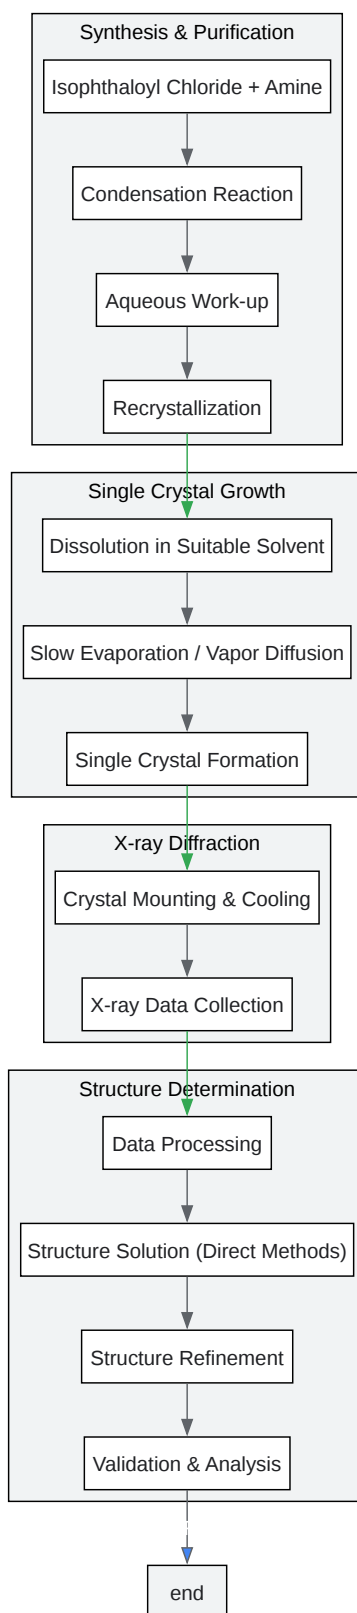 Synthesis & Purification
Isophthaloyl Chloride + Amine
Condensation Reaction
Aqueous Work-up
Recrystallization
Single Crystal Growth
Dissolution in Suitable Solvent
Slow Evaporation / Vapor Diffusion
Single Crystal Formation
X-ray Diffraction
Crystal Mounting & Cooling
X-ray Data Collection
Structure Determination
Data Processing
Structure Solution (Direct Methods)
Structure Refinement
Validation & Analysis
end